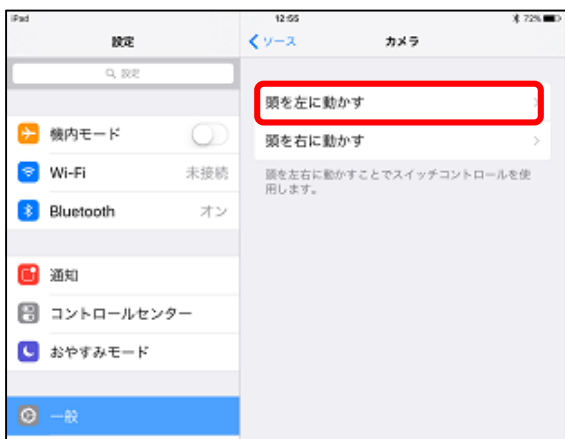 iPad
12:55
72%
設定
ソース
カメラ
設定
頭を左に動かす
機内モード
頭を右に動かす
Wi-Fi
未接続
頭を左右に動かすことでスイッチコントロールを使
用します。
Bluetooth
オン
通知
コントロールセンター
おやすみモード
一般